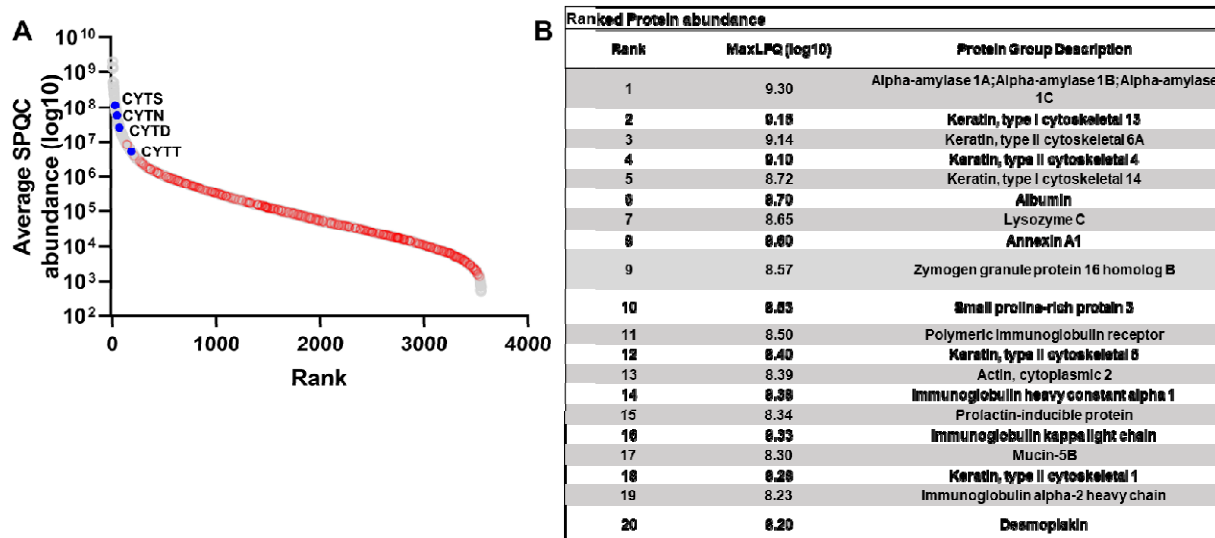 A
Average SPQC
abundance (log10)
10^10
10^9
10^8
10^7
10^6
10^5
10^4
10^3
10^2
CYTS
CYTN
CYTD
CYTT
0 1000 2000 3000 4000
Rank
B
Ranked Protein abundance
Rank MaxLFQ (log10) Protein Group Description
1 9.30 Alpha-amylase 1A;Alpha-amylase 1B;Alpha-amylase
1C
2 9.15 Keratin, type I cytoskeletal 13
3 9.14 Keratin, type II cytoskeletal 6A
4 9.10 Keratin, type II cytoskeletal 4
5 8.72 Keratin, type I cytoskeletal 14
6 8.70 Albumin
7 8.65 Lysozyme C
8 8.60 Annexin A1
9 8.57 Zymogen granule protein 16 homolog B
10 8.53 Small proline-rich protein 3
11 8.50 Polymeric immunoglobulin receptor
12 8.40 Keratin, type II cytoskeletal 5
13 8.39 Actin, cytoplasmic 2
14 8.38 Immunoglobulin heavy constant alpha 1
15 8.34 Prolactin-inducible protein
16 8.33 Immunoglobulin kappa light chain
17 8.30 Mucin-5B
18 8.28 Keratin, type II cytoskeletal 1
19 8.23 Immunoglobulin alpha-2 heavy chain
20 8.20 Desmoplakin